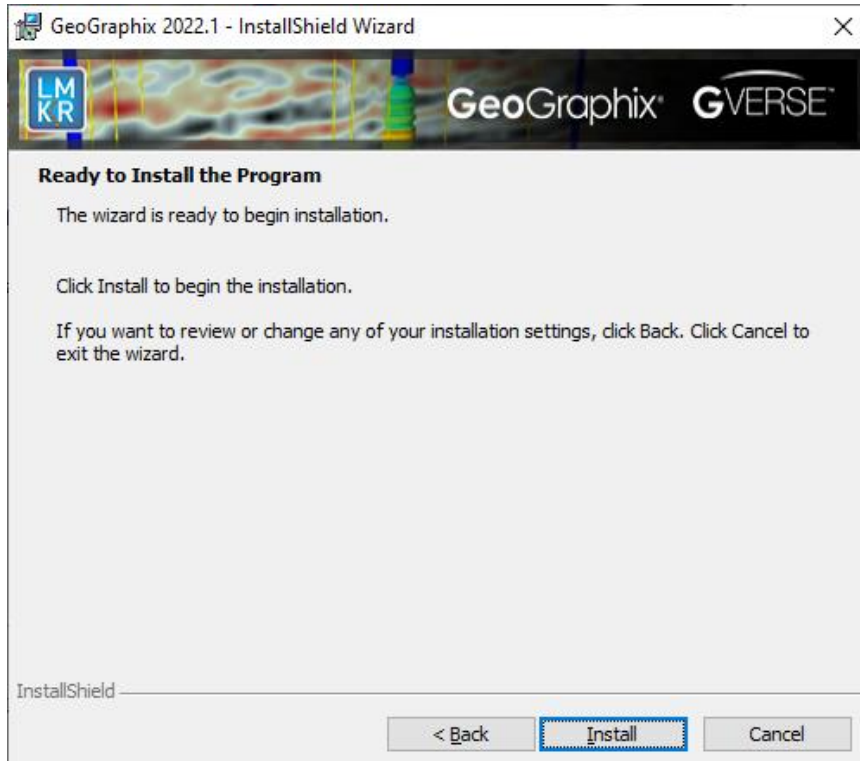 GeoGraphix 2022.1 - InstallShield Wizard
LM
KR
GeoGraphix® GVERSE™
Ready to Install the Program
The wizard is ready to begin installation.
Click Install to begin the installation.
If you want to review or change any of your installation settings, click Back. Click Cancel to
exit the wizard.
InstallShield
< Back Install Cancel